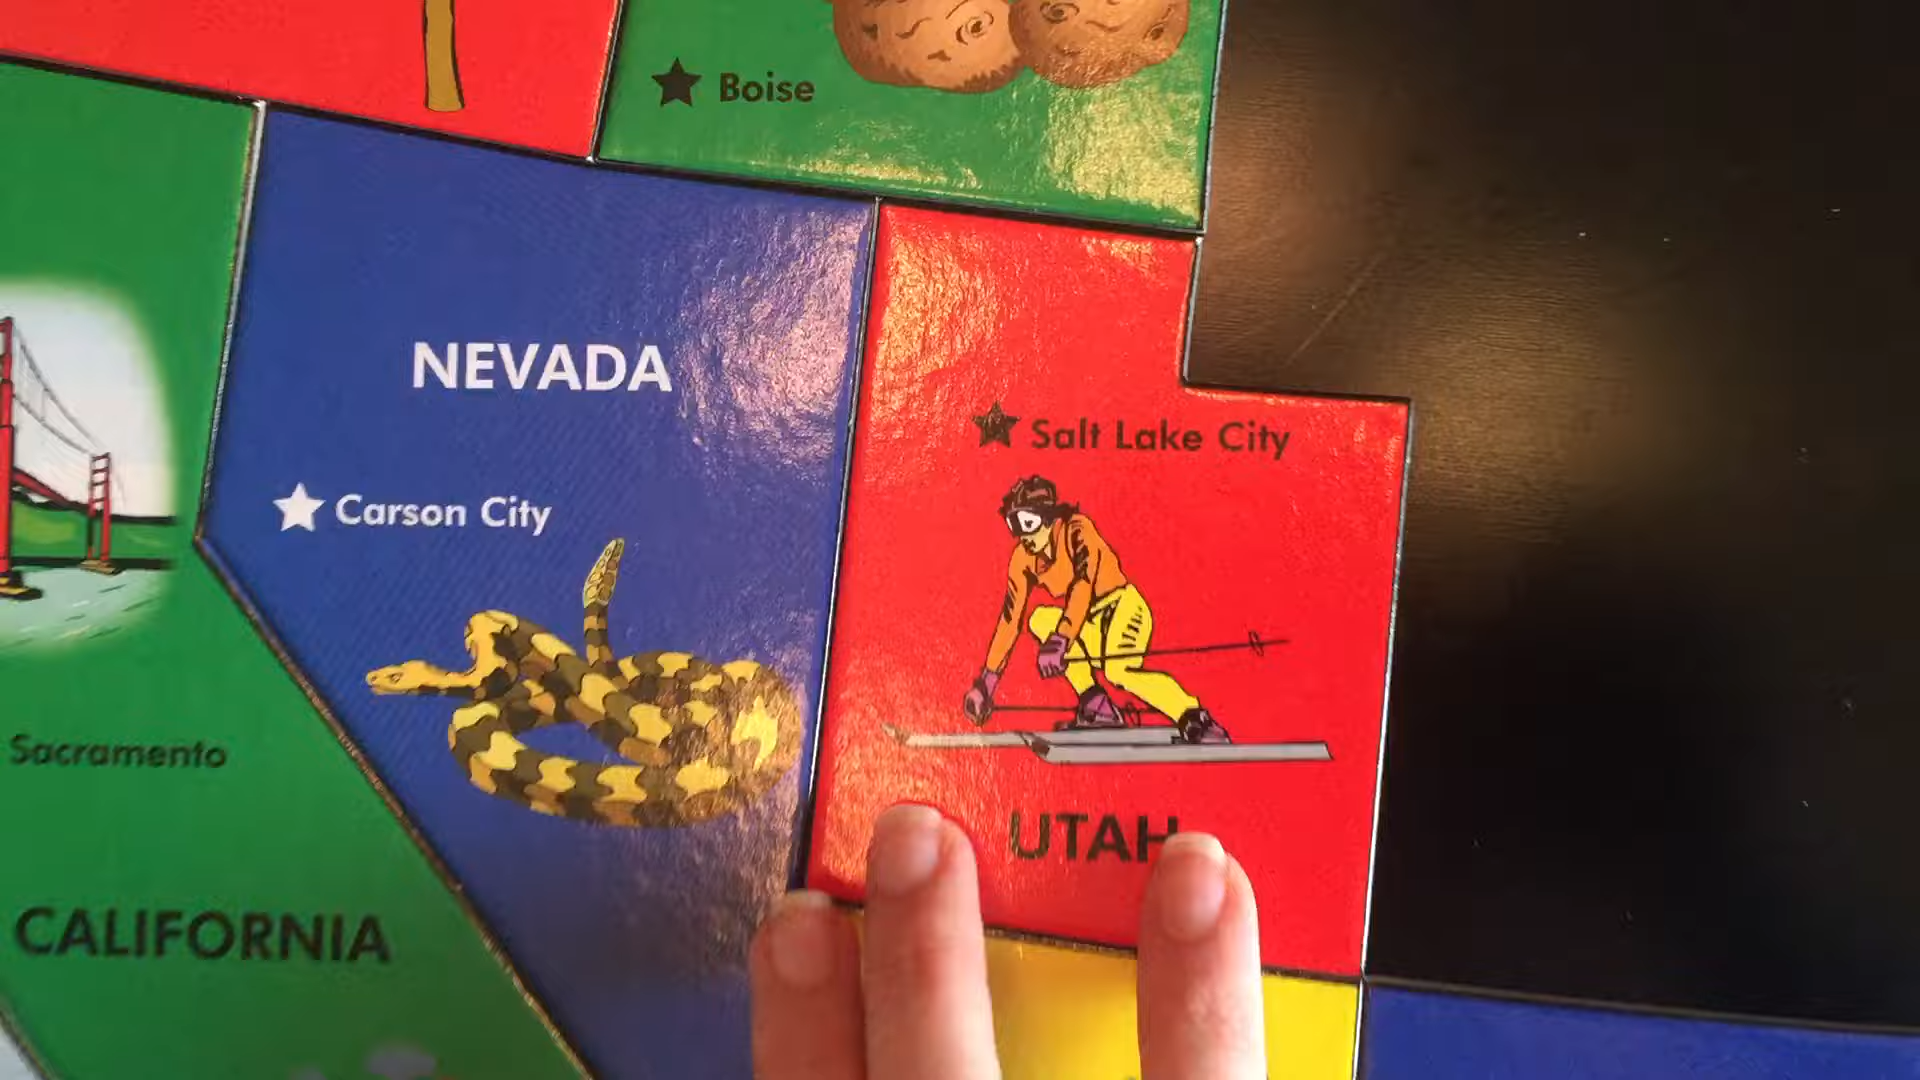 Boise
NEVADA
Salt Lake City
Carson City
Sacramento
UTAH
CALIFORNIA